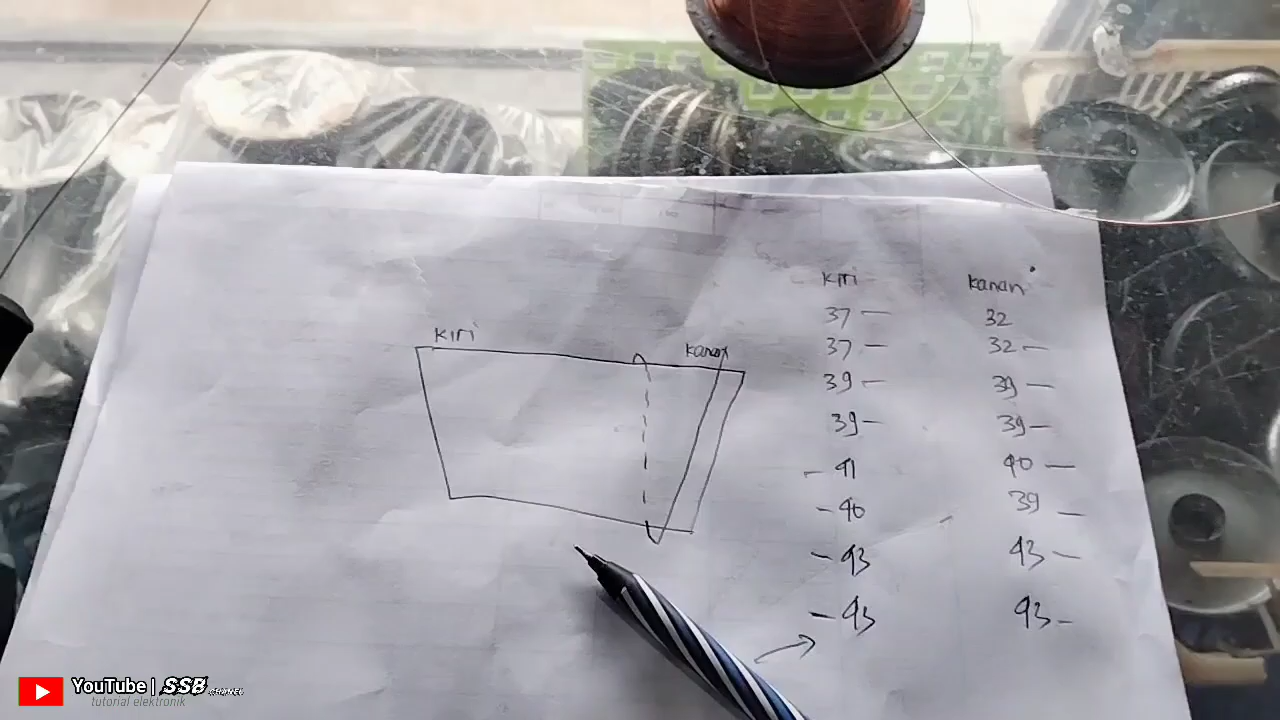 kiri kanan
37 — 32
37 — 32 —
39 — 39 —
39 — 39 —
- 41 40 —
- 40 39 —
- 43 43 —
- 43 43 -
kiri kanan
YouTube | SSB CHANNEL
tutorial elektronik